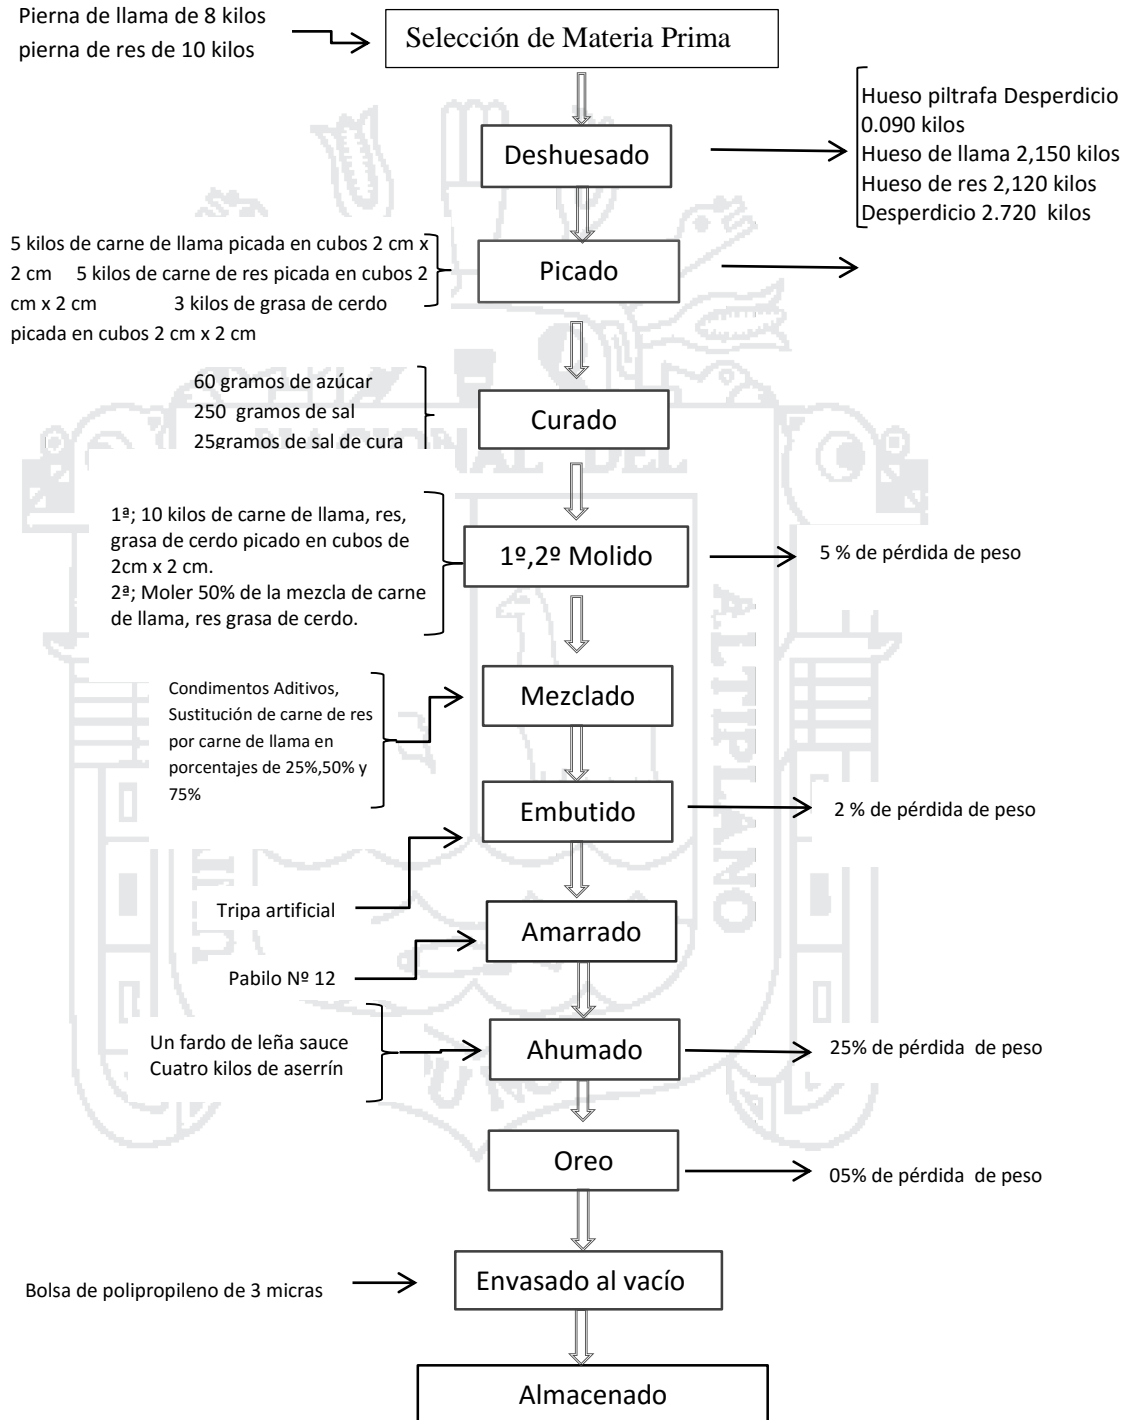 Pierna de llama de 8 kilos
pierna de res de 10 kilos
Selección de Materia Prima
Hueso piltrafa Desperdicio
0.090 kilos
Hueso de llama 2,150 kilos
Hueso de res 2,120 kilos
Desperdicio 2.720 kilos
Deshuesado
5 kilos de carne de llama picada en cubos 2 cm x
2 cm 5 kilos de carne de res picada en cubos 2
cm x 2 cm 3 kilos de grasa de cerdo
picada en cubos 2 cm x 2 cm
Picado
60 gramos de azúcar
250 gramos de sal
25gramos de sal de cura
Curado
NACIONAL DEL
1ª; 10 kilos de carne de llama, res,
grasa de cerdo picado en cubos de
2cm x 2 cm.
2ª; Moler 50% de la mezcla de carne
de llama, res grasa de cerdo.
1º,2º Molido
5 % de pérdida de peso
ALTIPLANO
Condimentos Aditivos,
Sustitución de carne de res
por carne de llama en
porcentajes de 25%,50% y
75%
Mezclado
Embutido
2 % de pérdida de peso
Tripa artificial
Amarrado
Pabilo Nº 12
Un fardo de leña sauce
Cuatro kilos de aserrín
Ahumado
25% de pérdida de peso
Oreo
05% de pérdida de peso
Bolsa de polipropileno de 3 micras
Envasado al vacío
Almacenado